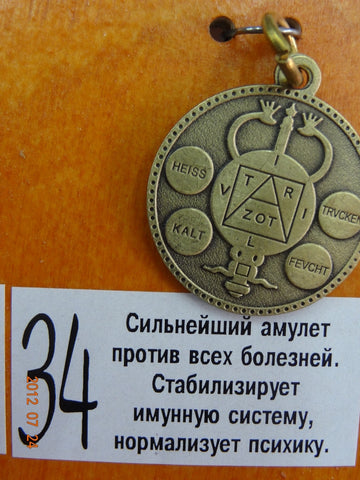 HEISS
KALT
TRVCKEN
FEVCHT
V T R I
A
ZOT
I
L
34
Сильнейший амулет
против всех болезней.
Стабилизирует
имунную систему,
нормализует психику.
2012 07 24